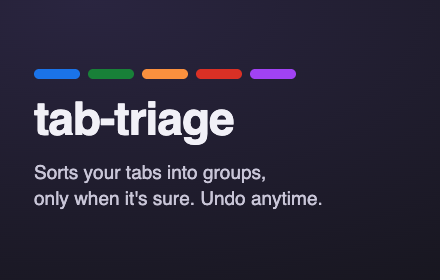 tab-triage
Sorts your tabs into groups,
only when it's sure. Undo anytime.